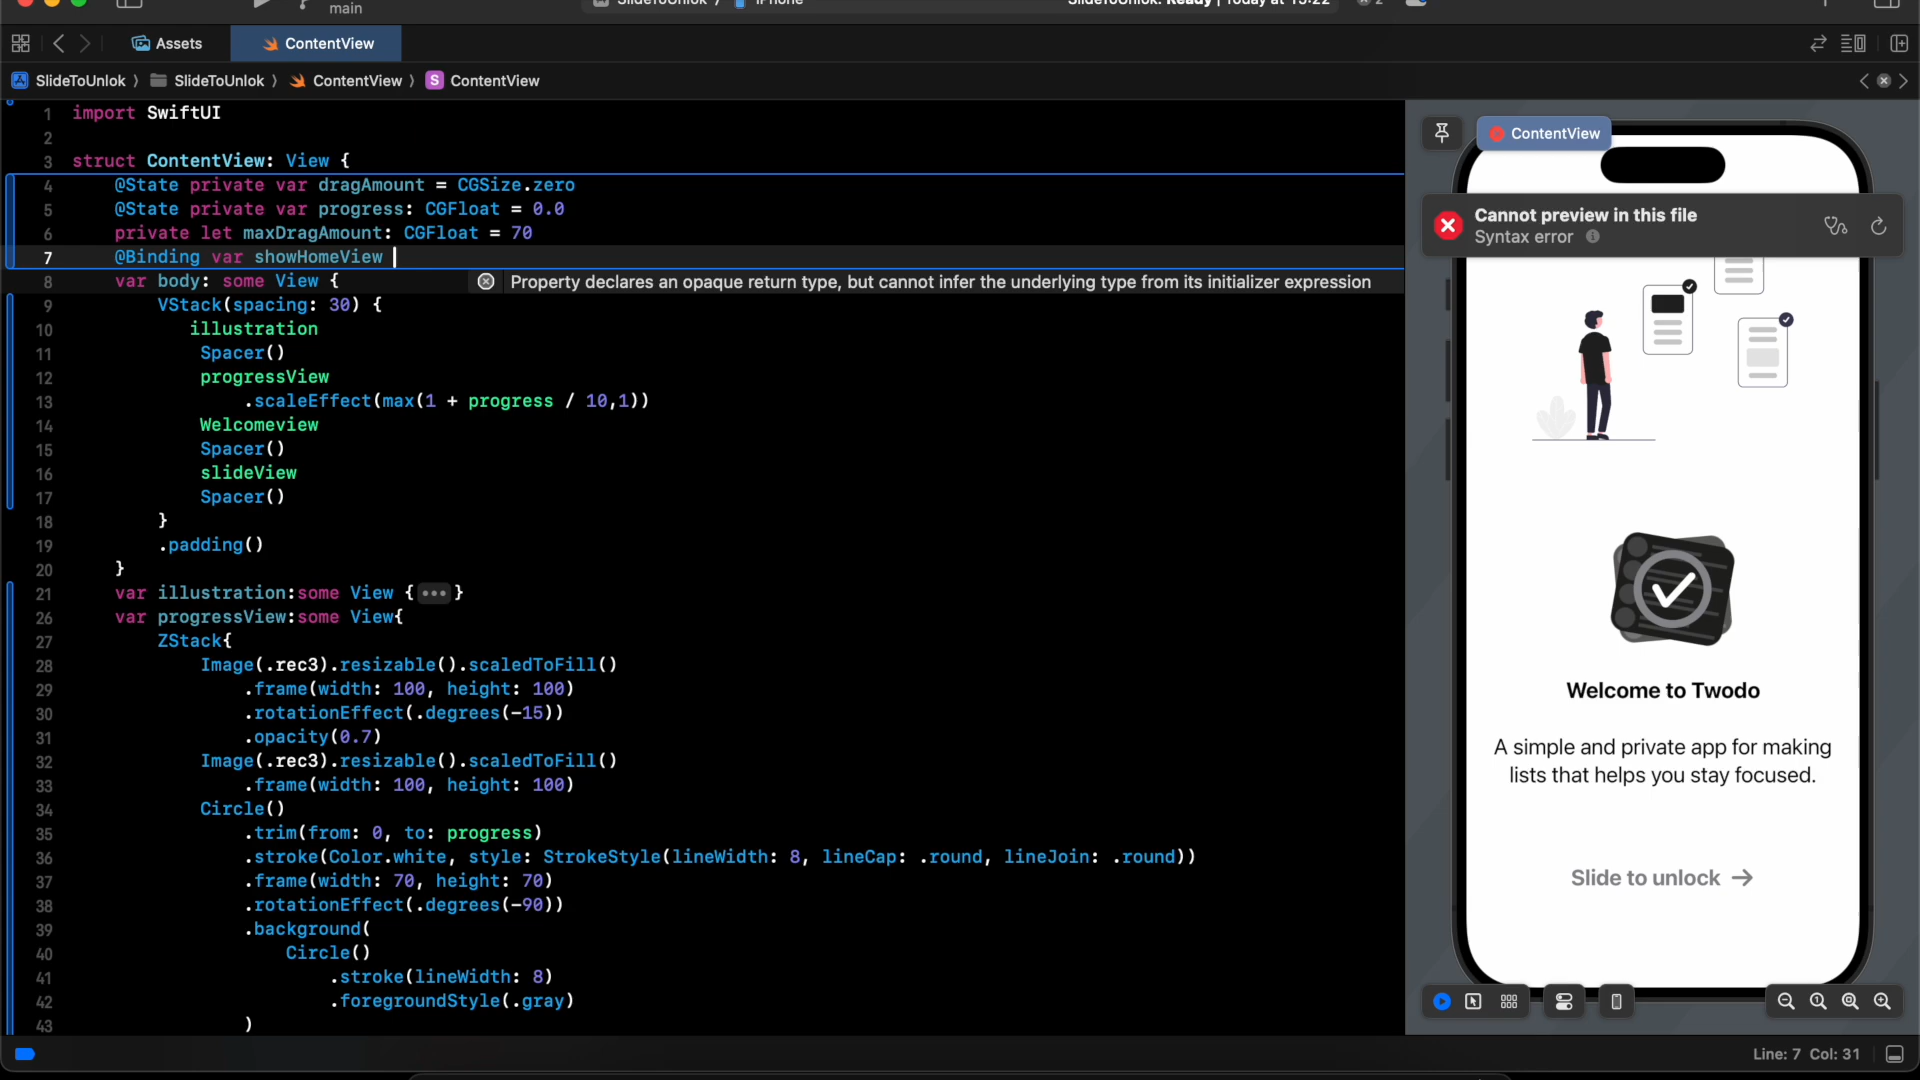 main
SlideToUnlok / iPhone
SlideToUnlok: Ready | Today at 15:22
2
Assets
ContentView
SlideToUnlok
SlideToUnlok
ContentView
S ContentView
1 import SwiftUI
2
3 struct ContentView: View {
4 @State private var dragAmount = CGSize.zero
5 @State private var progress: CGFloat = 0.0
6 private let maxDragAmount: CGFloat = 70
7 @Binding var showHomeView
8 var body: some View {
Property declares an opaque return type, but cannot infer the underlying type from its initializer expression
9 VStack(spacing: 30) {
10 illustration
11 Spacer()
12 progressView
13 .scaleEffect(max(1 + progress / 10,1))
14 Welcomeview
15 Spacer()
16 slideView
17 Spacer()
18 }
19 .padding()
20 }
21 var illustration:some View {•••}
26 var progressView:some View{
27 ZStack{
28 Image(.rec3).resizable().scaledToFill()
29 .frame(width: 100, height: 100)
30 .rotationEffect(.degrees(-15))
31 .opacity(0.7)
32 Image(.rec3).resizable().scaledToFill()
33 .frame(width: 100, height: 100)
34 Circle()
35 .trim(from: 0, to: progress)
36 .stroke(Color.white, style: StrokeStyle(lineWidth: 8, lineCap: .round, lineJoin: .round))
37 .frame(width: 70, height: 70)
38 .rotationEffect(.degrees(-90))
39 .background(
40 Circle()
41 .stroke(lineWidth: 8)
42 .foregroundStyle(.gray)
43 )
ContentView
Cannot preview in this file
Syntax error
Welcome to Twodo
A simple and private app for making
lists that helps you stay focused.
Slide to unlock →
Line: 7 Col: 31